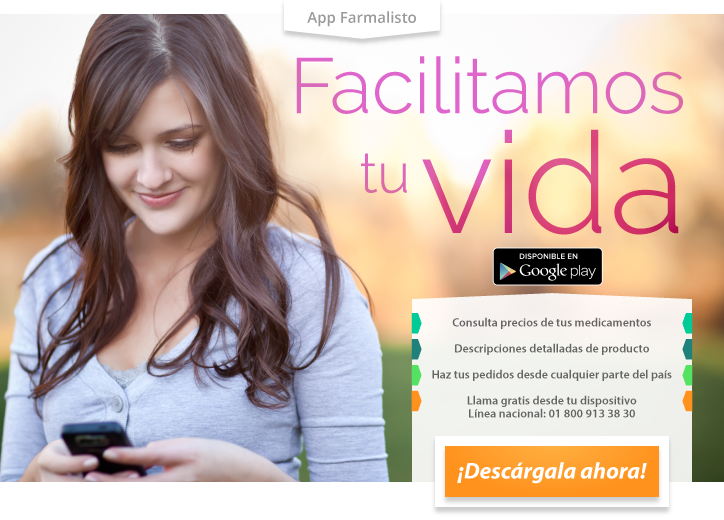 App Farmalisto
Facilitamos
tu vida
DISPONIBLE EN
Google play
Consulta precios de tus medicamentos
Descripciones detalladas de producto
Haz tus pedidos desde cualquier parte del país
Llama gratis desde tu dispositivo
Línea nacional: 01 800 913 38 30
¡Descárgala ahora!